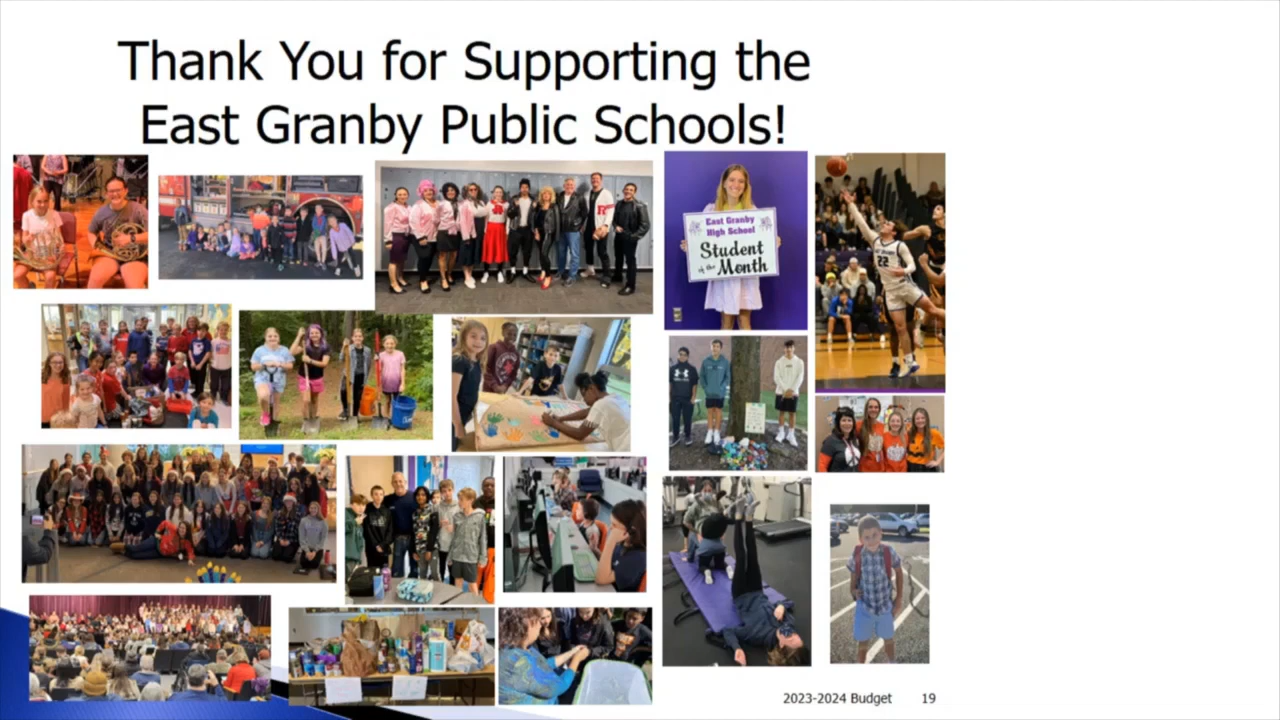 Thank You for Supporting the
East Granby Public Schools!
East Granby
High School
Student
of the Month
22
2023-2024 Budget 19